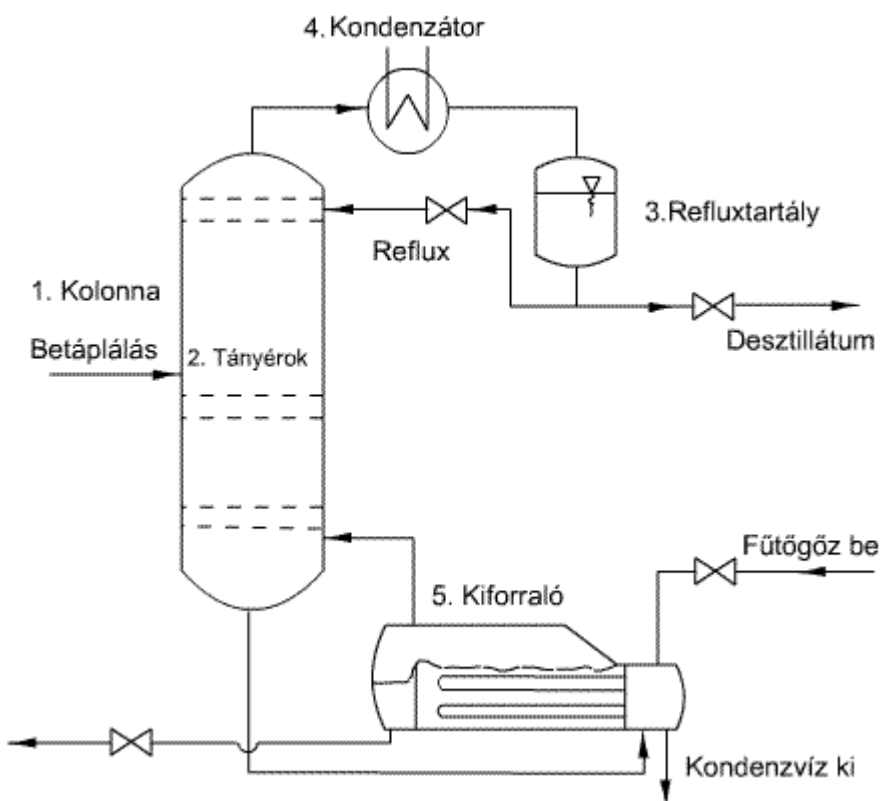 4. Kondenzátor
3. Refluxtartály
Reflux
1. Kolonna
Desztillátum
Betáplálás
2. Tányérok
Fűtőgőz be
5. Kiforraló
Kondenzvíz ki